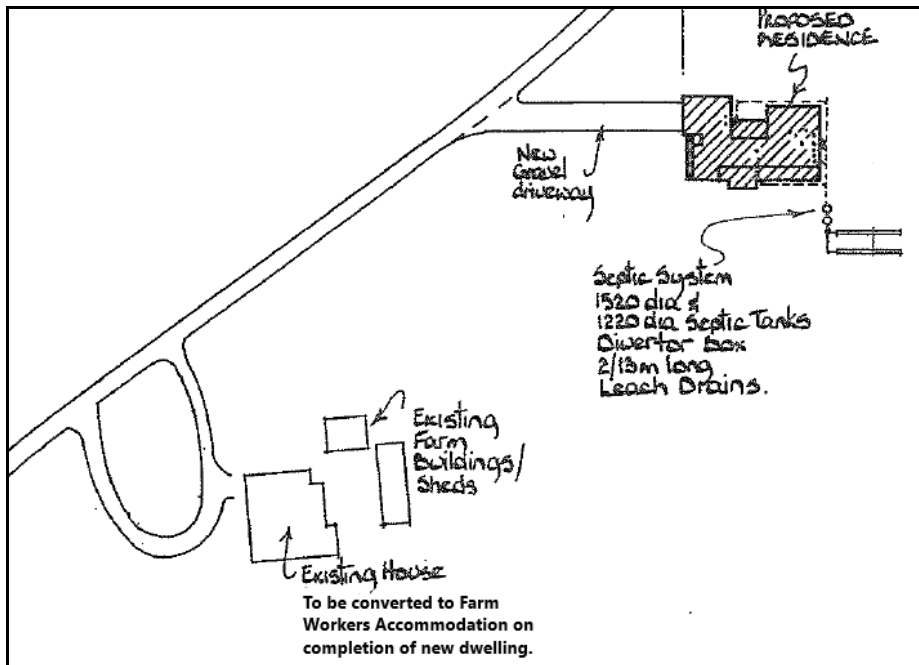 PROPOSED
RESIDENCE
New
Gravel
driveway
Septic System
1520 dia &
1220 dia Septic Tanks
Divertor box
2/13m long
Leach Drains.
Existing
Farm
Buildings/
Sheds
Existing House
To be converted to Farm
Workers Accommodation on
completion of new dwelling.